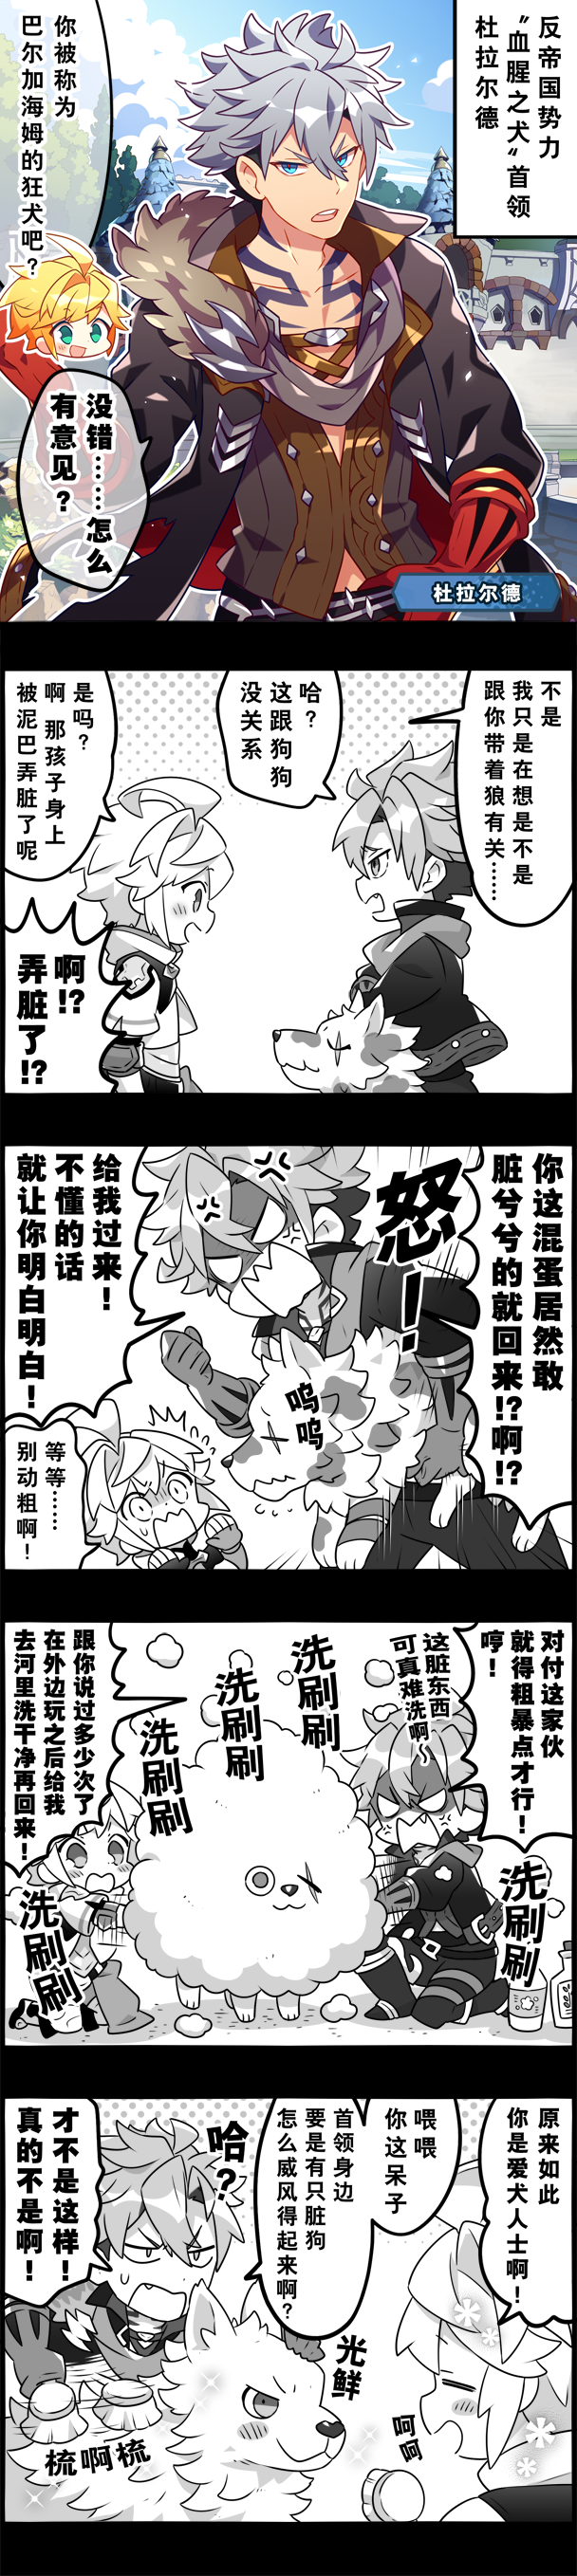 反帝国势力
“血腥之犬”首领
杜拉尔德
你被称为
巴尔加海姆的狂犬吧？
没错……怎么
有意见？
杜拉尔德
不是
我只是在想是不是
跟你带着狼有关……
哈？
这跟狗狗
没关系
是吗？
啊 那孩子身上
被泥巴弄脏了呢
啊!?
弄脏了!?
你这混蛋居然敢
脏兮兮的就回来!?啊!?
怒！
呜呜
给我过来！
不懂的话
就让你明白明白！
等等……
别动粗啊！
对付这家伙
就得粗暴点才行！
哼！
这脏东西
可真难洗啊～
洗刷刷
洗刷刷
洗刷刷
洗刷刷
跟你说过多少次了
在外边玩之后给我
去河里洗干净再回来！
洗刷刷
原来如此
你是爱犬人士啊！
喂喂
你这呆子
首领身边
要是有只脏狗
怎么威风得起来啊？
哈？
才不是这样！
真的不是啊！
光鲜
呵呵
梳啊梳